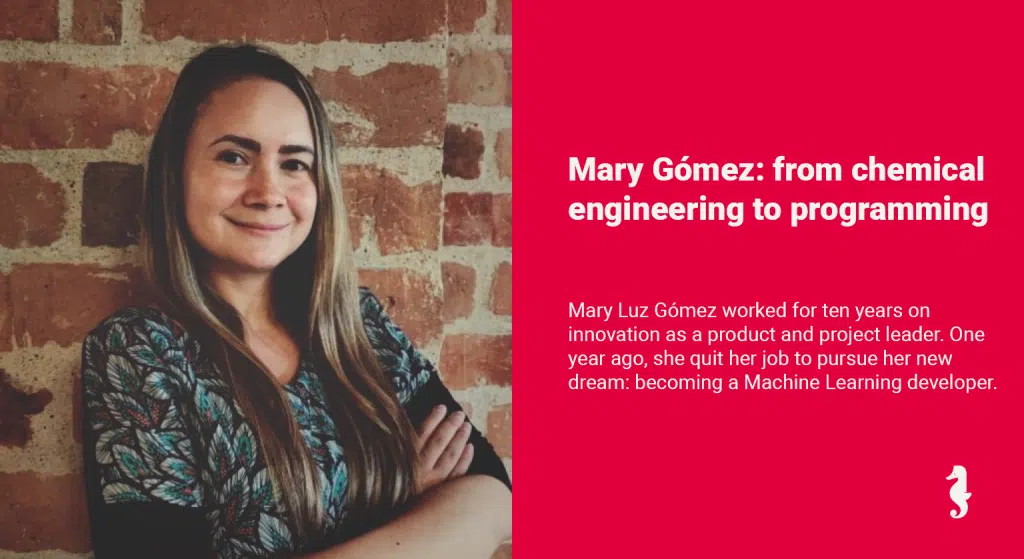 Mary Gómez: from chemical
engineering to programming
Mary Luz Gómez worked for ten years on
innovation as a product and project leader. One
year ago, she quit her job to pursue her new
dream: becoming a Machine Learning developer.